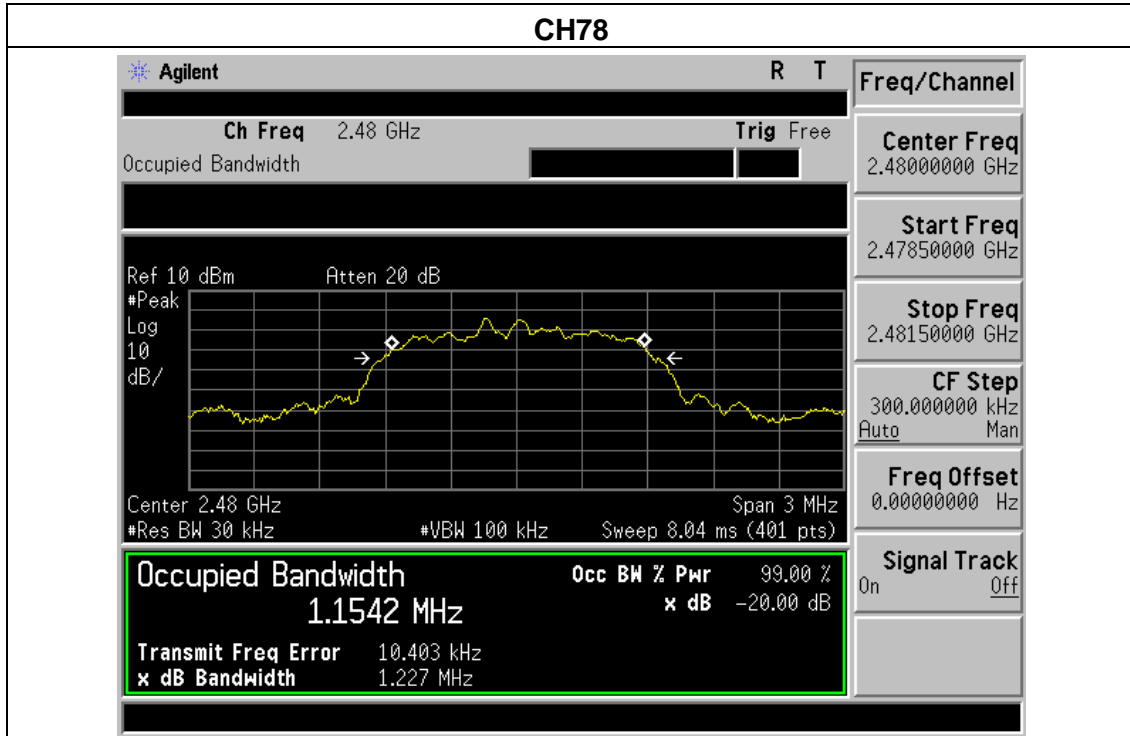 CH78
Agilent R T
Freq/Channel
Ch Freq 2.48 GHz Trig Free
Occupied Bandwidth
Center Freq
2.48000000 GHz
Start Freq
2.47850000 GHz
Stop Freq
2.48150000 GHz
CF Step
300.000000 kHz
Auto Man
Freq Offset
0.00000000 Hz
Signal Track
On Off
Ref 10 dBm Atten 20 dB
#Peak
Log
10
dB/
Center 2.48 GHz Span 3 MHz
#Res BW 30 kHz #VBW 100 kHz Sweep 8.04 ms (401 pts)
Occupied Bandwidth Occ BW % Pwr 99.00 %
1.1542 MHz x dB -20.00 dB
Transmit Freq Error 10.403 kHz
x dB Bandwidth 1.227 MHz